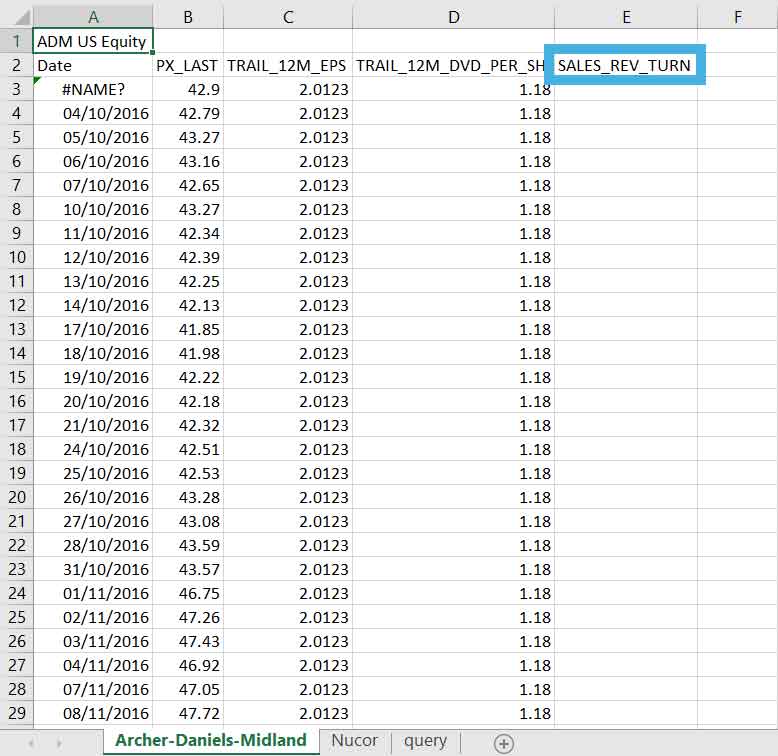 A B C D E F
1 ADM US Equity
2 Date PX_LAST TRAIL_12M_EPS TRAIL_12M_DVD_PER_SH SALES_REV_TURN
3 #NAME? 42.9 2.0123 1.18
4 04/10/2016 42.79 2.0123 1.18
5 05/10/2016 43.27 2.0123 1.18
6 06/10/2016 43.16 2.0123 1.18
7 07/10/2016 42.65 2.0123 1.18
8 10/10/2016 43.27 2.0123 1.18
9 11/10/2016 42.34 2.0123 1.18
10 12/10/2016 42.39 2.0123 1.18
11 13/10/2016 42.25 2.0123 1.18
12 14/10/2016 42.13 2.0123 1.18
13 17/10/2016 41.85 2.0123 1.18
14 18/10/2016 41.98 2.0123 1.18
15 19/10/2016 42.22 2.0123 1.18
16 20/10/2016 42.18 2.0123 1.18
17 21/10/2016 42.32 2.0123 1.18
18 24/10/2016 42.51 2.0123 1.18
19 25/10/2016 42.53 2.0123 1.18
20 26/10/2016 43.28 2.0123 1.18
21 27/10/2016 43.08 2.0123 1.18
22 28/10/2016 43.59 2.0123 1.18
23 31/10/2016 43.57 2.0123 1.18
24 01/11/2016 46.75 2.0123 1.18
25 02/11/2016 47.26 2.0123 1.18
26 03/11/2016 47.43 2.0123 1.18
27 04/11/2016 46.92 2.0123 1.18
28 07/11/2016 47.05 2.0123 1.18
29 08/11/2016 47.72 2.0123 1.18
Archer-Daniels-Midland Nucor query